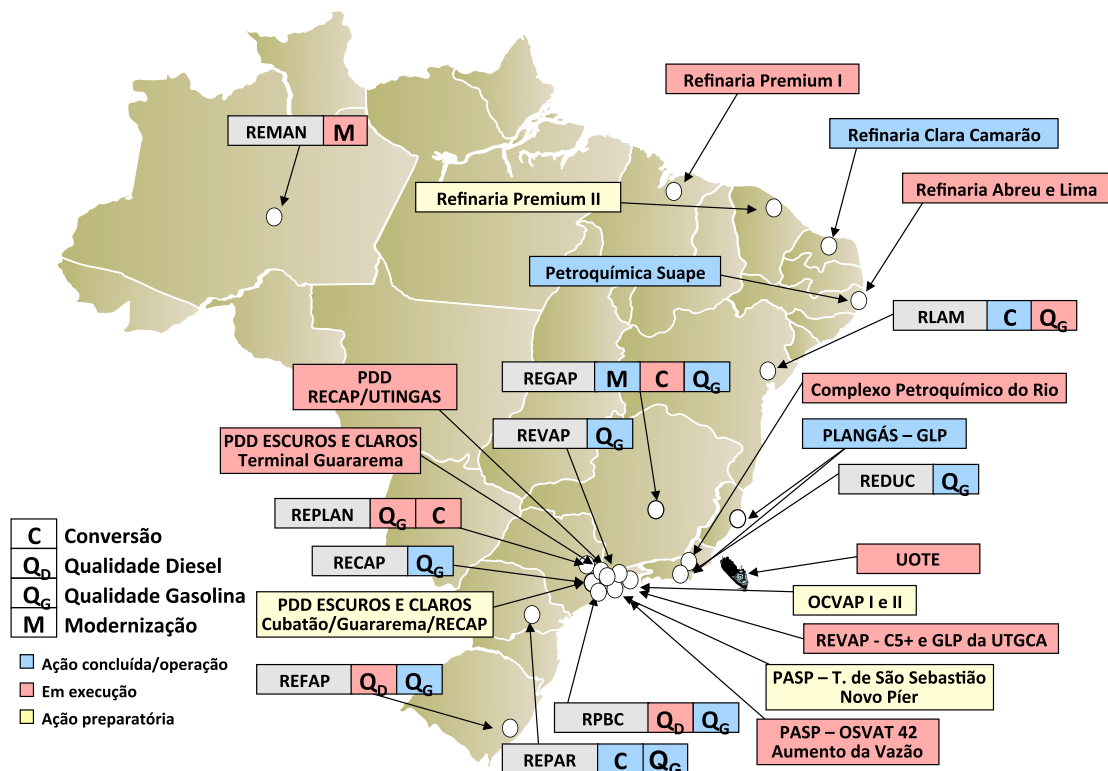 Refinaria Premium I
REMAN M
Refinaria Clara Camarão
Refinaria Abreu e Lima
Refinaria Premium II
Petroquímica Suape
RLAM C QG
PDD
RECAP/UTINGAS
REGAP M C QG
Complexo Petroquímico do Rio
REVAP QG
PLANGÁS – GLP
PDD ESCUROS E CLAROS
Terminal Guararema
REDUC QG
REPLAN QG C
RECAP QG
UOTE
PDD ESCUROS E CLAROS
Cubatão/Guararema/RECAP
OCVAP I e II
REVAP - C5+ e GLP da UTGCA
PASP – T. de São Sebastião
Novo Píer
REFAP QD QG
RPBC QD QG
PASP – OSVAT 42
Aumento da Vazão
REPAR C QG
C Conversão
QD Qualidade Diesel
QG Qualidade Gasolina
M Modernização
Ação concluída/operação
Em execução
Ação preparatória